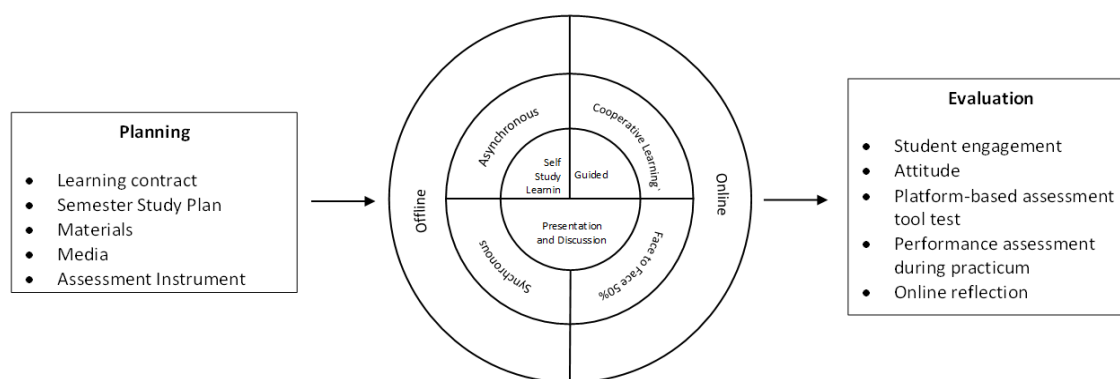 Planning
• Learning contract
• Semester Study Plan
• Materials
• Media
• Assessment Instrument
Offline
Asynchronous
Cooperative Learning`
Self
Study
Learnin
Guided
Online
Presentation
and Discussion
Synchronous
Face to Face 50%
Evaluation
• Student engagement
• Attitude
• Platform-based assessment
tool test
• Performance assessment
during practicum
• Online reflection